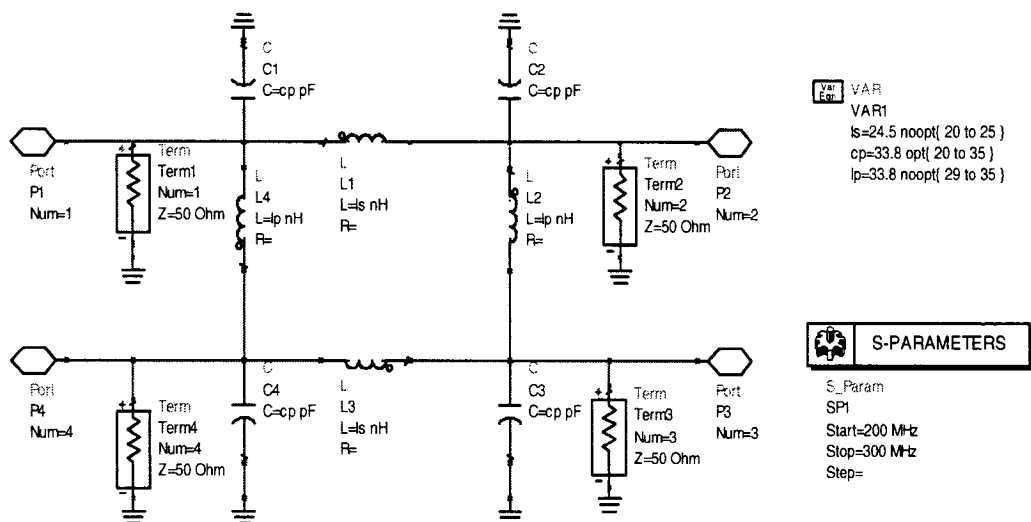 C
C1
C=cp pF
C
C2
C=cp pF
Var
Eqn
VAR
VAR1
ls=24.5 noopt{ 20 to 25 }
cp=33.8 opt{ 20 to 35 }
lp=33.8 noopt{ 29 to 35 }
Port
P1
Num=1
+
Term
Term1
Num=1
Z=50 Ohm
-
L
L4
L=lp nH
R=
L
L1
L=ls nH
R=
L
L2
L=lp nH
R=
+
Term
Term2
Num=2
Z=50 Ohm
-
Port
P2
Num=2
Port
P4
Num=4
+
Term
Term4
Num=4
Z=50 Ohm
-
C
C4
C=cp pF
L
L3
L=ls nH
R=
C
C3
C=cp pF
+
Term
Term3
Num=3
Z=50 Ohm
-
Port
P3
Num=3
S-PARAMETERS
S_Param
SP1
Start=200 MHz
Stop=300 MHz
Step=